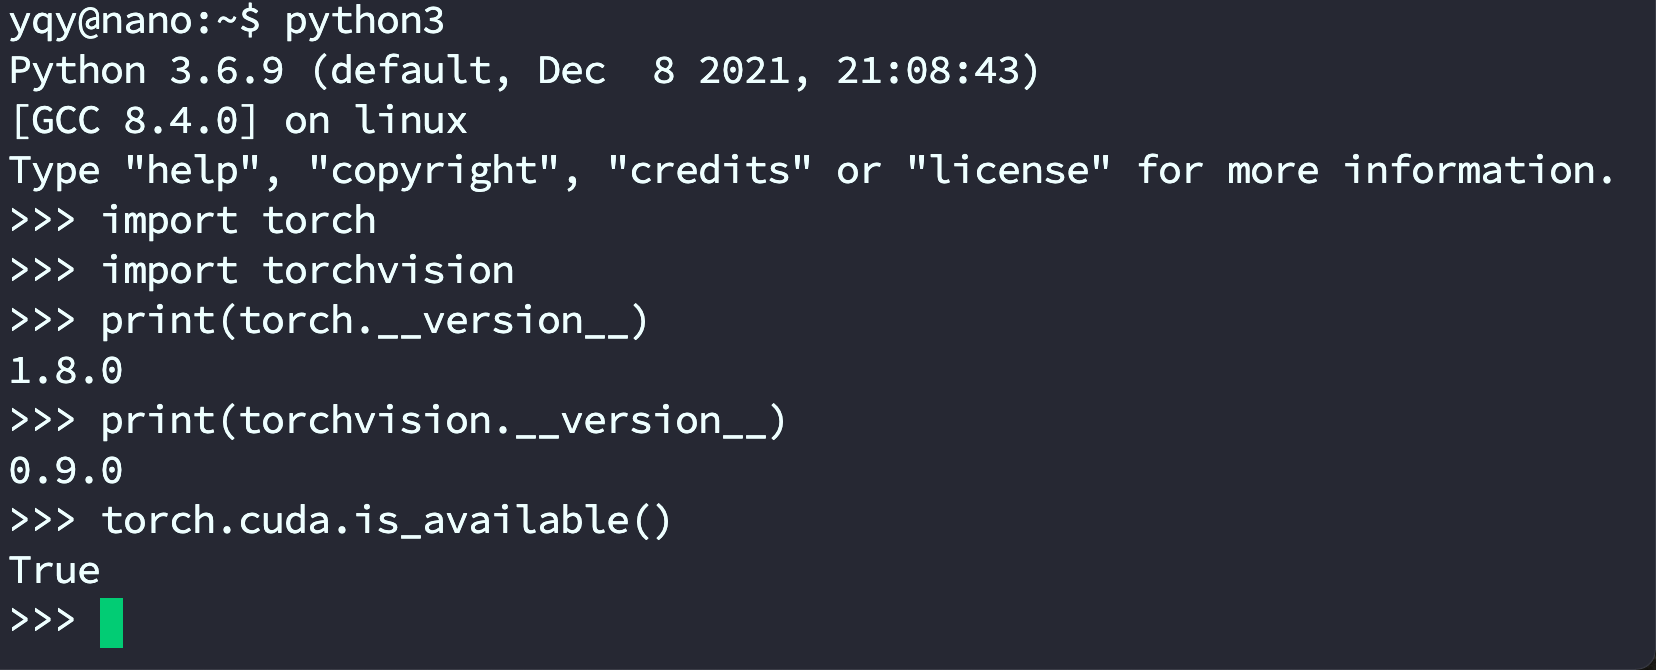 yqy@nano:~$ python3
Python 3.6.9 (default, Dec  8 2021, 21:08:43)
[GCC 8.4.0] on linux
Type "help", "copyright", "credits" or "license" for more information.
>>> import torch
>>> import torchvision
>>> print(torch.__version__)
1.8.0
>>> print(torchvision.__version__)
0.9.0
>>> torch.cuda.is_available()
True
>>>